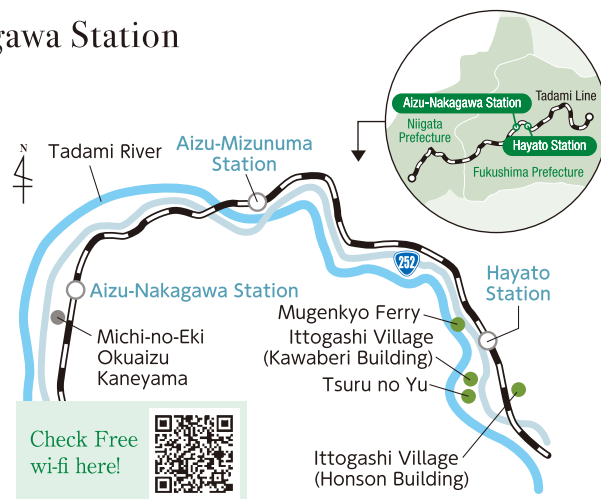 gawa Station
Aizu-Nakagawa Station
Tadami Line
Niigata
Prefecture
Hayato Station
Fukushima Prefecture
N
Tadami River
Aizu-Mizunuma
Station
252
Hayato
Station
Aizu-Nakagawa Station
Mugenkyo Ferry
Ittogashi Village
(Kawaberi Building)
Tsuru no Yu
Michi-no-Eki
Okuaizu
Kaneyama
Check Free
wi-fi here!
Ittogashi Village
(Honson Building)